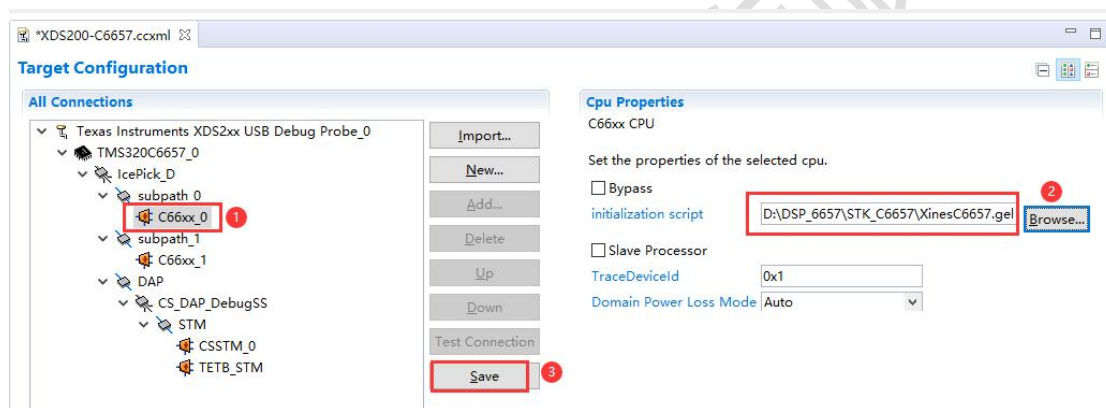 *XDS200-C6657.ccxml
Target Configuration
All Connections
Texas Instruments XDS2xx USB Debug Probe_0
TMS320C6657_0
IcePick_D
subpath_0
C66xx_0
1
subpath_1
C66xx_1
DAP
CS_DAP_DebugSS
STM
CSSTM_0
TETB_STM
Import...
New...
Add...
Delete
Up
Down
Test Connection
Save
3
Cpu Properties
C66xx CPU
Set the properties of the selected cpu.
Bypass
2
initialization script D:\DSP_6657\STK_C6657\XinesC6657.gel Browse...
Slave Processor
TraceDeviceId 0x1
Domain Power Loss Mode Auto